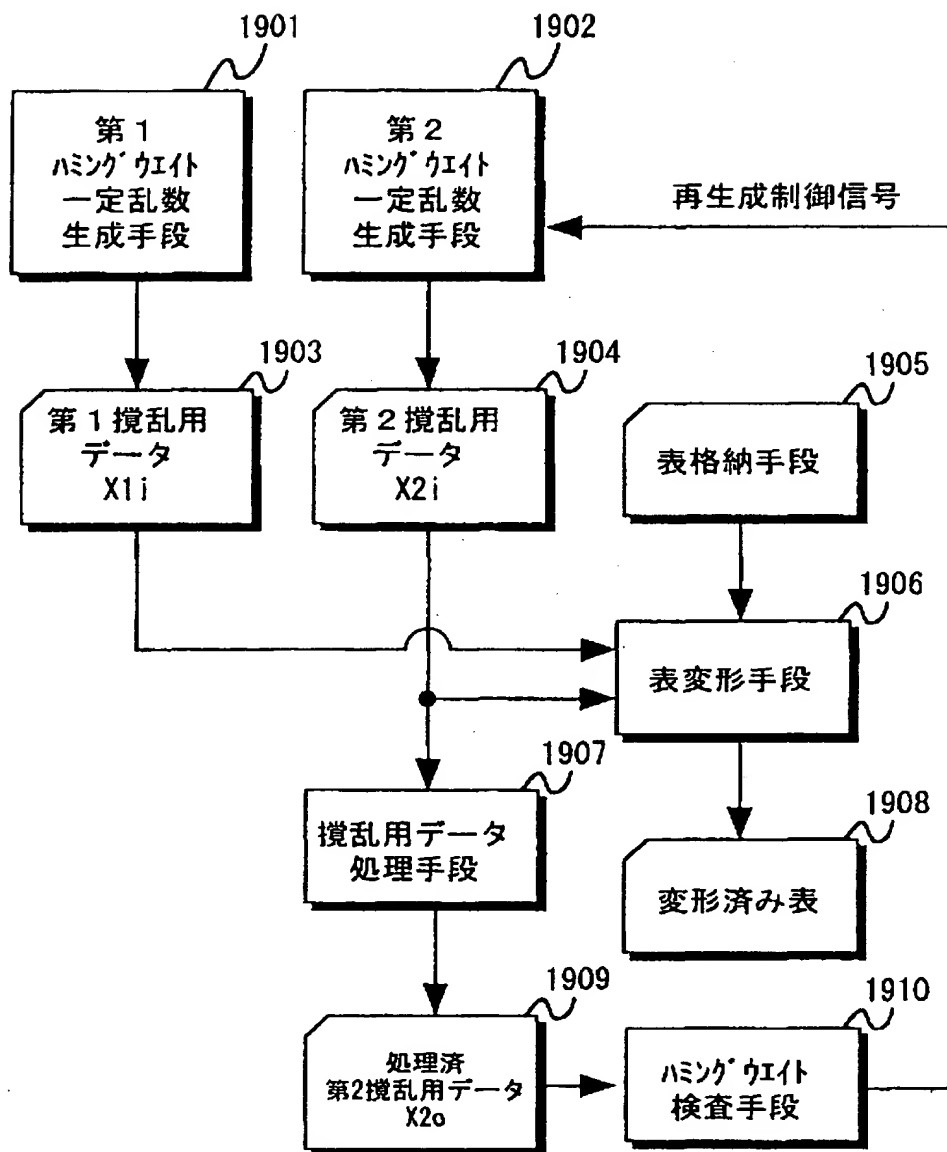 1901
第1
ハミングウエイト
一定乱数
生成手段
1902
第2
ハミングウエイト
一定乱数
生成手段
再生成制御信号
1903
第1撹乱用
データ
X1i
1904
第2撹乱用
データ
X2i
1905
表格納手段
1906
表変形手段
1907
撹乱用データ
処理手段
1908
変形済み表
1909
処理済
第2撹乱用データ
X2o
1910
ハミングウエイト
検査手段